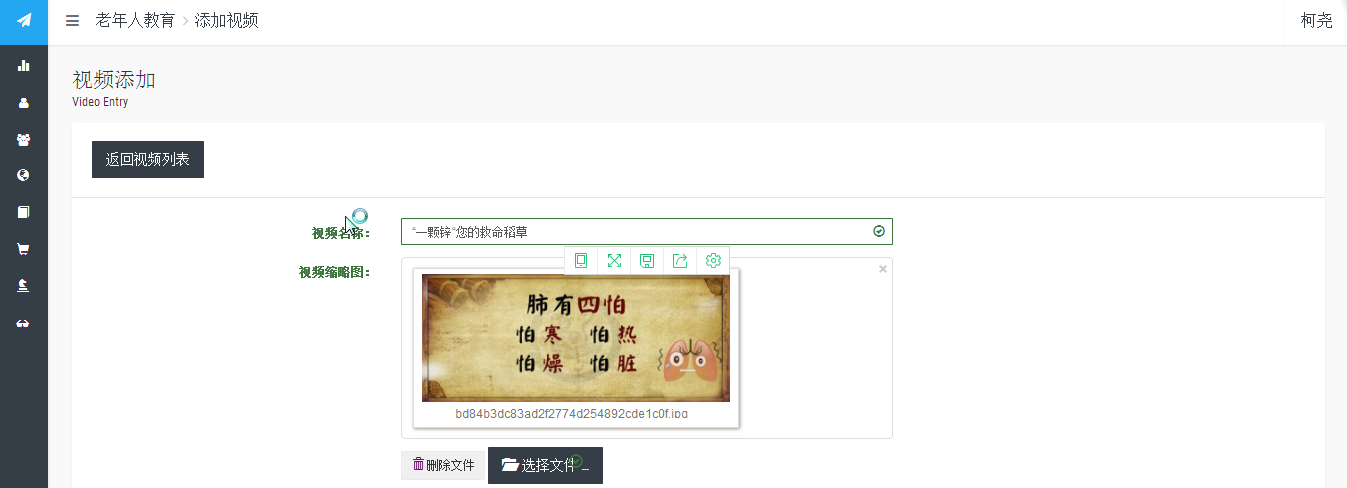 老年人教育 > 添加视频
柯尧
视频添加
Video Entry
返回视频列表
视频名称：
“一颗锌“您的救命稻草
视频缩略图：
肺有四怕
怕寒 怕热
怕燥 怕脏
bd84b3dc83ad2f2774d254892cde1c0f.jpg
删除文件
选择文件 ...